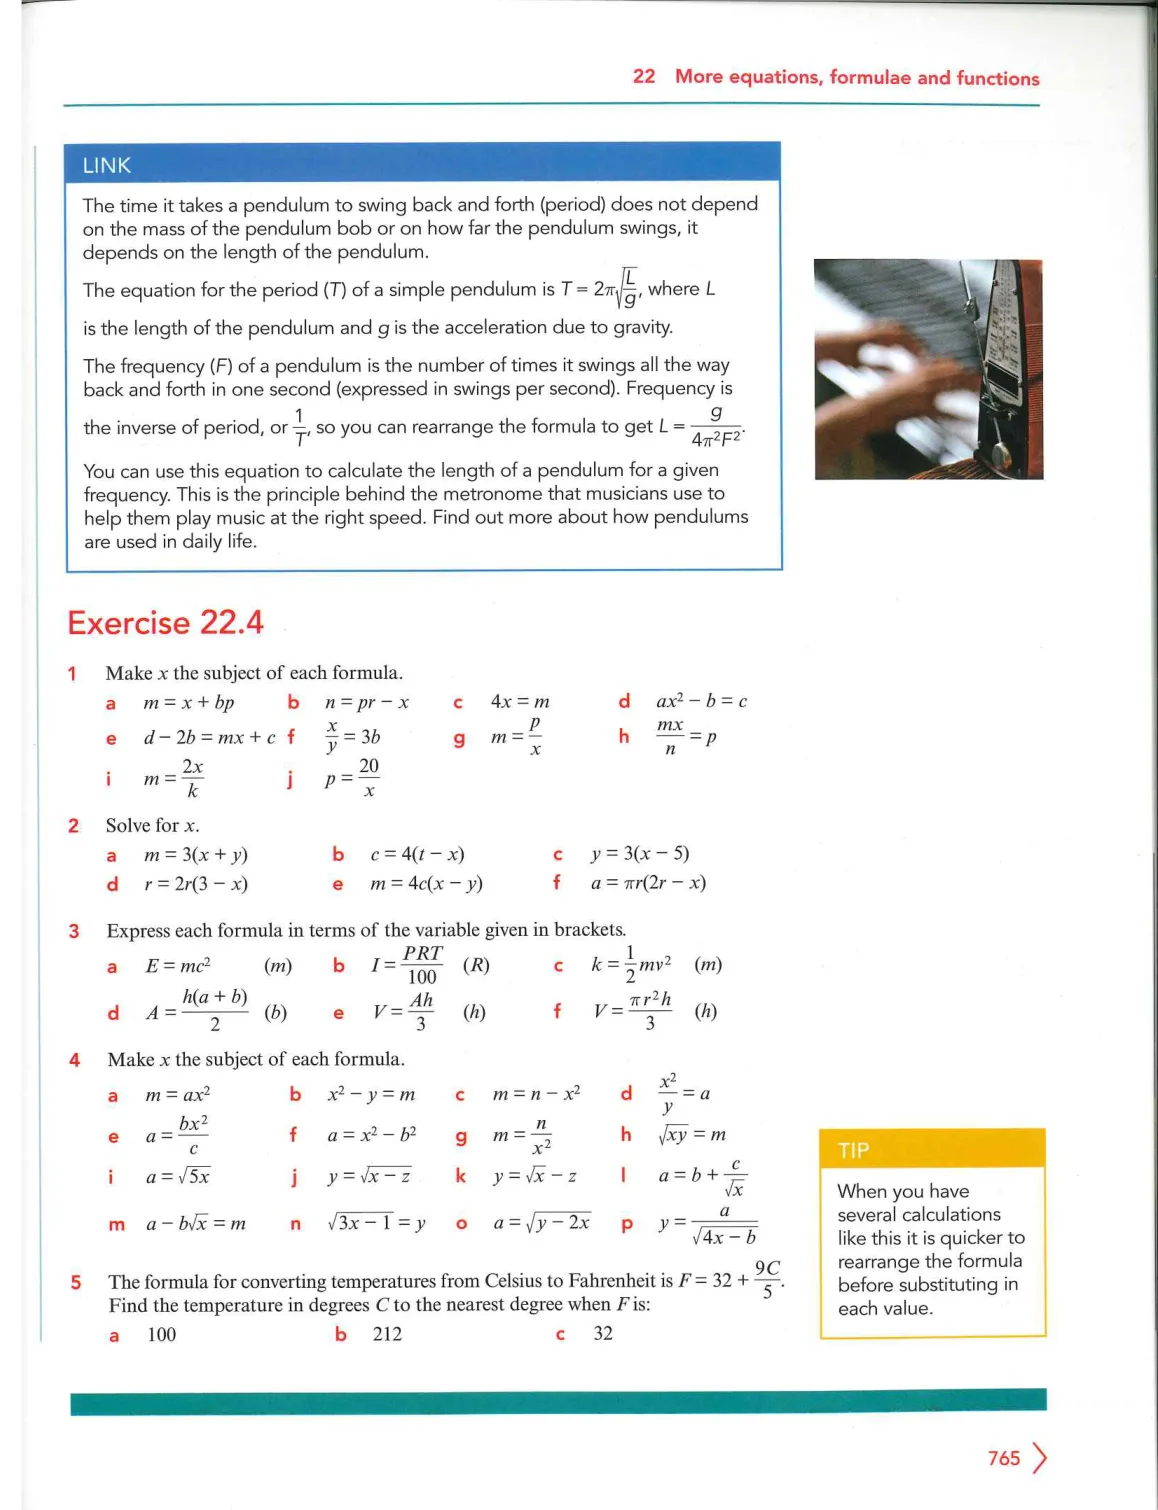 22 More equations, formulae and functions
LINK
The time it takes a pendulum to swing back and forth (period) does not depend
on the mass of the pendulum bob or on how far the pendulum swings, it
depends on the length of the pendulum.
The equation for the period (T) of a simple pendulum is T = 2π√(L/g), where L
is the length of the pendulum and g is the acceleration due to gravity.
The frequency (F) of a pendulum is the number of times it swings all the way
back and forth in one second (expressed in swings per second). Frequency is
the inverse of period, or 1/T, so you can rearrange the formula to get L = g/(4π²F²).
You can use this equation to calculate the length of a pendulum for a given
frequency. This is the principle behind the metronome that musicians use to
help them play music at the right speed. Find out more about how pendulums
are used in daily life.
Exercise 22.4
1 Make x the subject of each formula.
a m = x + bp b n = pr − x c 4x = m d ax² − b = c
e d − 2b = mx + c f x/y = 3b g m = p/x h mx/n = p
i m = 2x/k j p = 20/x
2 Solve for x.
a m = 3(x + y) b c = 4(t − x) c y = 3(x − 5)
d r = 2r(3 − x) e m = 4c(x − y) f a = πr(2r − x)
3 Express each formula in terms of the variable given in brackets.
a E = mc² (m) b I = PRT/100 (R) c k = 1/2 mv² (m)
d A = h(a + b)/2 (b) e V = Ah/3 (h) f V = πr²h/3 (h)
4 Make x the subject of each formula.
a m = ax² b x² − y = m c m = n − x² d x²/y = a
e a = bx²/c f a = x² − b² g m = n/x² h √(xy) = m
i a = √(5x) j y = √(x − z) k y = √x − z l a = b + c/√x
m a − b√x = m n √(3x − 1) = y o a = √(y − 2x) p y = a/√(4x − b)
5 The formula for converting temperatures from Celsius to Fahrenheit is F = 32 + 9C/5.
Find the temperature in degrees C to the nearest degree when F is:
a 100 b 212 c 32
TIP
When you have
several calculations
like this it is quicker to
rearrange the formula
before substituting in
each value.
765